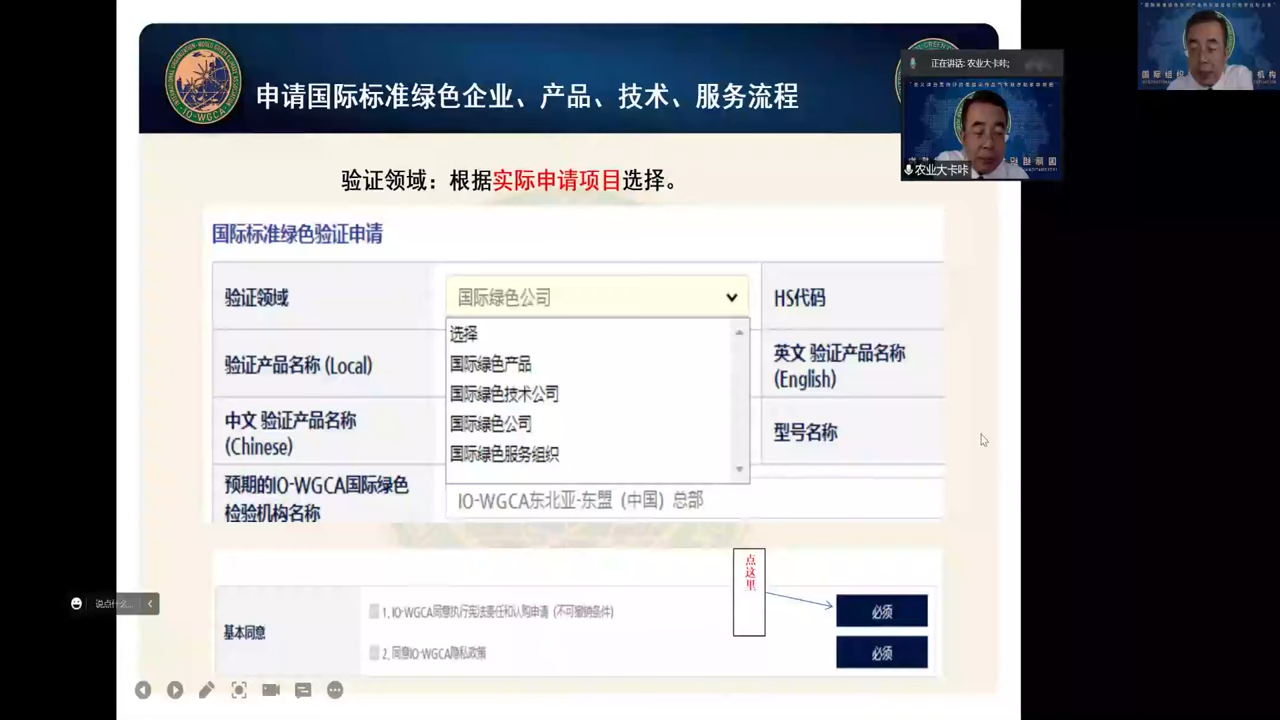 申请国际标准绿色企业、产品、技术、服务流程
正在讲话: 农业大卡咔;
农业大卡咔
验证领域：根据实际申请项目选择。
国际标准绿色验证申请
验证领域
国际绿色公司
HS代码
选择
国际绿色产品
国际绿色技术公司
国际绿色公司
国际绿色服务组织
验证产品名称 (Local)
英文 验证产品名称
(English)
中文 验证产品名称
(Chinese)
型号名称
预期的IO-WGCA国际绿色
检验机构名称
IO-WGCA东北亚-东盟（中国）总部
点这里
基本同意
1, IO-WGCA同意执行宪法责任和认购申请（不可撤销条件）
必须
2, 同意IO-WGCA隐私政策
必须
说点什么...
IO-WGCA
国际组织
机构